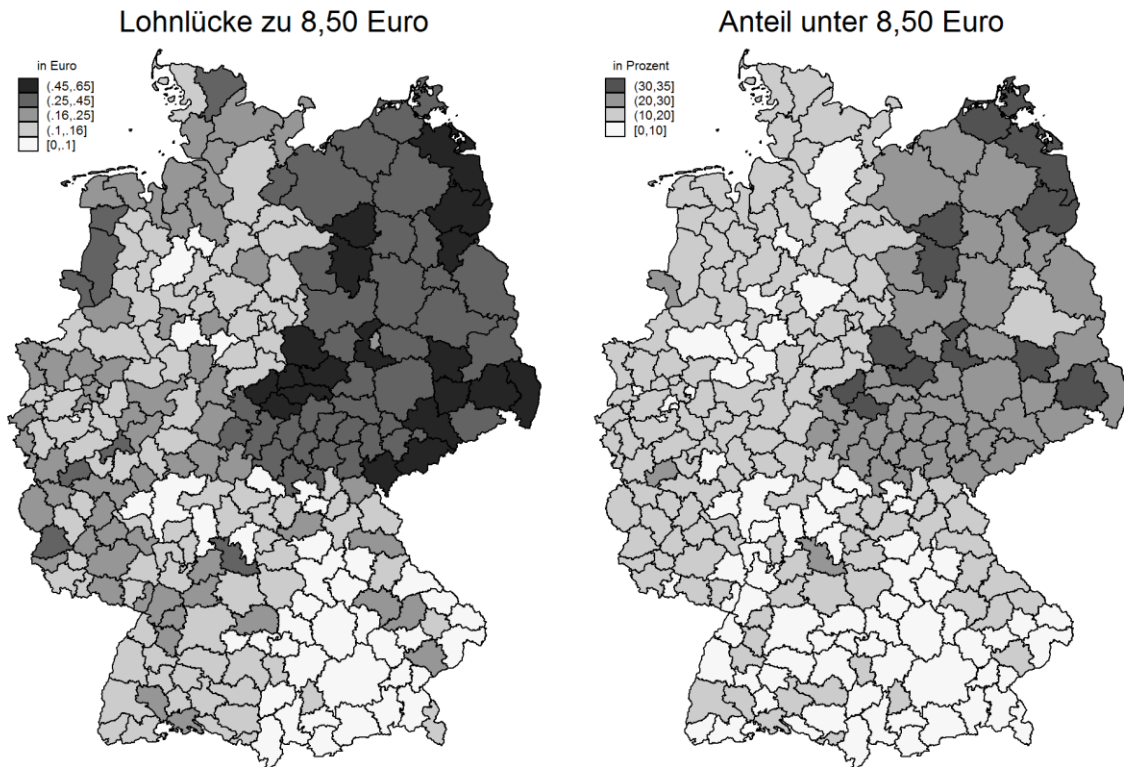 Lohnlücke zu 8,50 Euro
in Euro
(.45,.65]
(.25,.45]
(.16,.25]
(.1,.16]
[0,.1]
Anteil unter 8,50 Euro
in Prozent
(30,35]
(20,30]
(10,20]
[0,10]